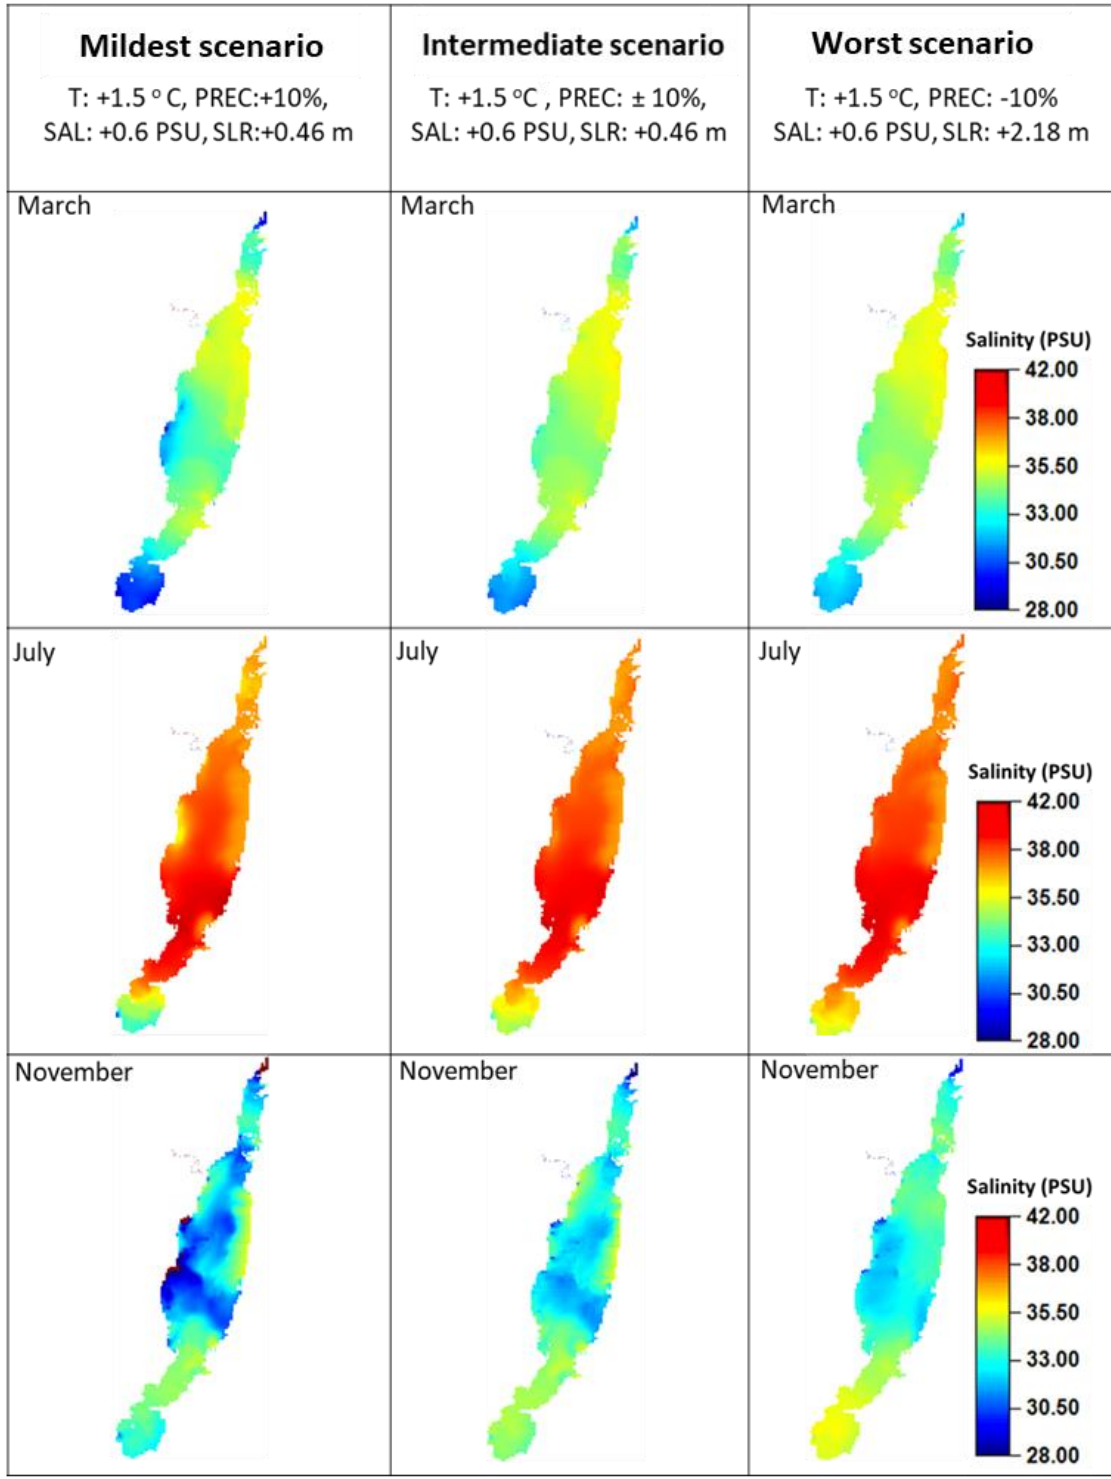 Mildest scenario
T: +1.5 ° C, PREC:+10%,
SAL: +0.6 PSU, SLR:+0.46 m
Intermediate scenario
T: +1.5 °C , PREC: ± 10%,
SAL: +0.6 PSU, SLR: +0.46 m
Worst scenario
T: +1.5 °C, PREC: -10%
SAL: +0.6 PSU, SLR: +2.18 m
March
March
March
Salinity (PSU)
42.00
38.00
35.50
33.00
30.50
28.00
July
July
July
Salinity (PSU)
42.00
38.00
35.50
33.00
30.50
28.00
November
November
November
Salinity (PSU)
42.00
38.00
35.50
33.00
30.50
28.00